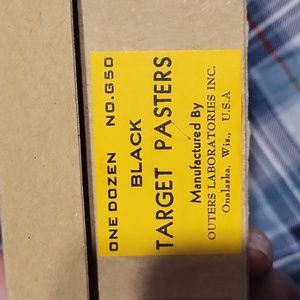 ONE DOZEN NO.G50
BLACK
TARGET PASTERS
Manufactured By
OUTERS LABORATORIES INC.
Onalaska, Wis., U.S.A